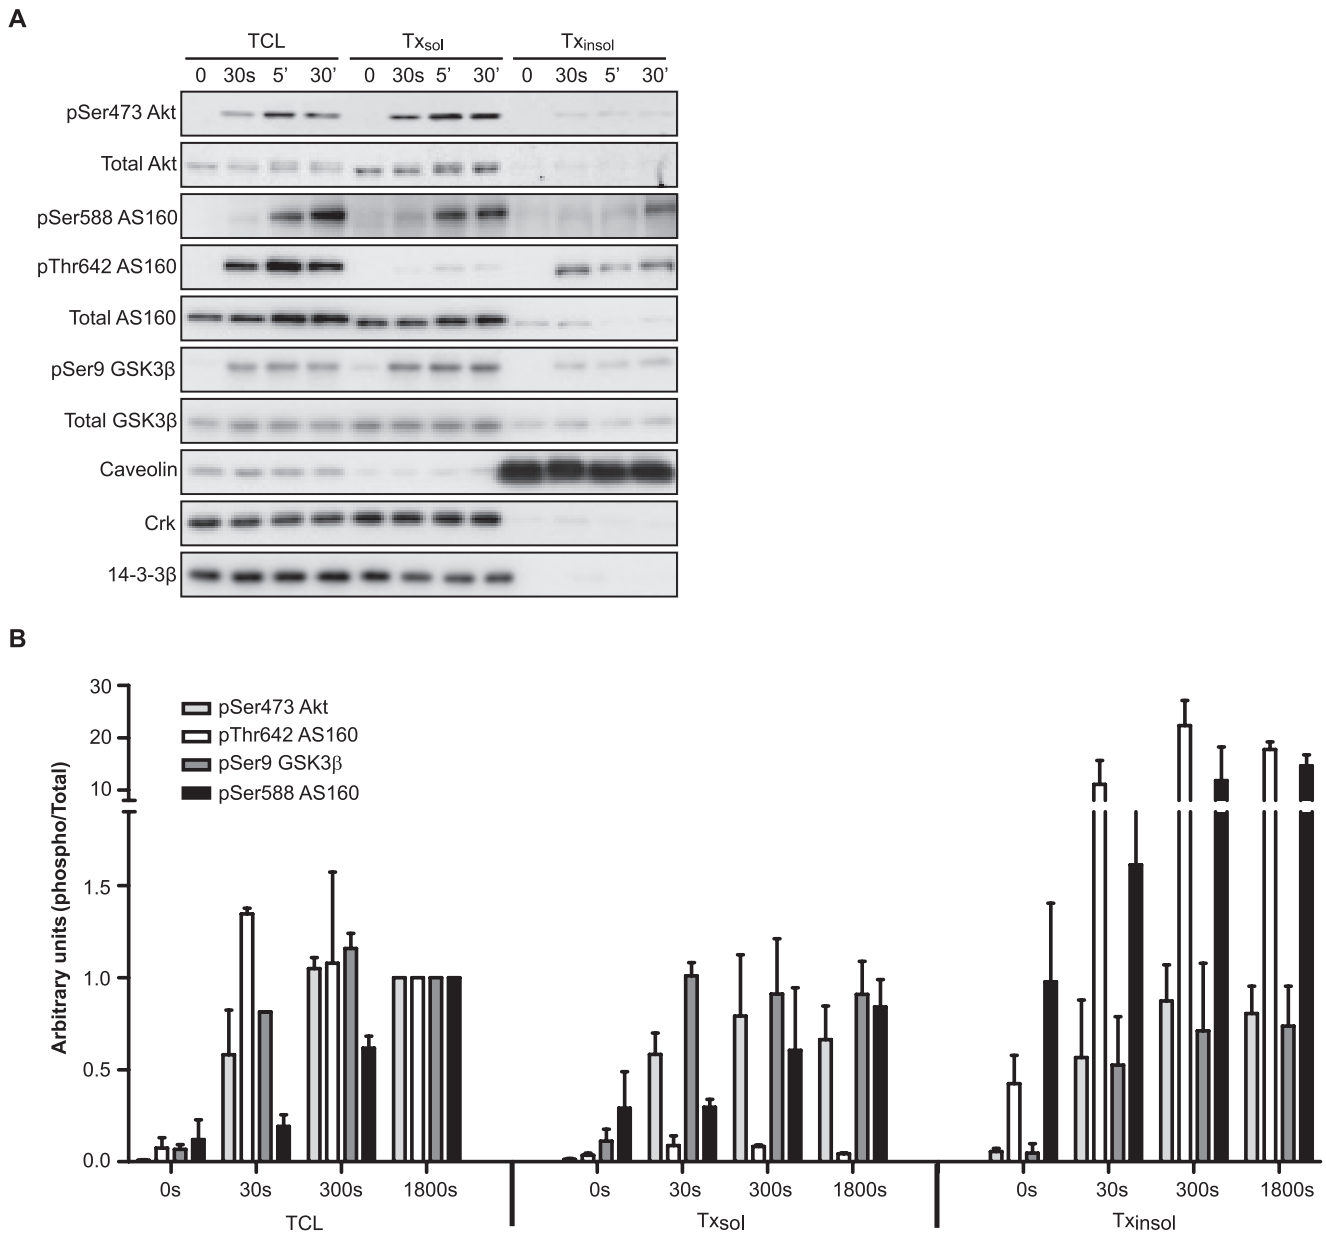 A
TCL Txsol Txinsol
0 30s 5' 30' 0 30s 5' 30' 0 30s 5' 30'
pSer473 Akt
Total Akt
pSer588 AS160
pThr642 AS160
Total AS160
pSer9 GSK3β
Total GSK3β
Caveolin
Crk
14-3-3β
B
30
20
10
1.5
1.0
0.5
0.0
Arbitrary units (phospho/Total)
pSer473 Akt
pThr642 AS160
pSer9 GSK3β
pSer588 AS160
0s 30s 300s 1800s 0s 30s 300s 1800s 0s 30s 300s 1800s
TCL Txsol Txinsol